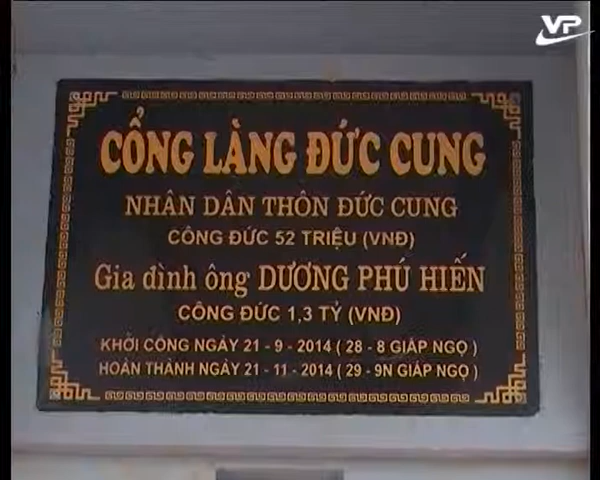 VP
CỔNG LÀNG ĐỨC CUNG
NHÂN DÂN THÔN ĐỨC CUNG
CÔNG ĐỨC 52 TRIỆU (VNĐ)
Gia đình ông DƯƠNG PHÚ HIẾN
CÔNG ĐỨC 1,3 TỶ (VNĐ)
KHỞI CÔNG NGÀY 21 - 9 - 2014 ( 28 - 8 GIÁP NGỌ )
HOÀN THÀNH NGÀY 21 - 11 - 2014 ( 29 - 9N GIÁP NGỌ )